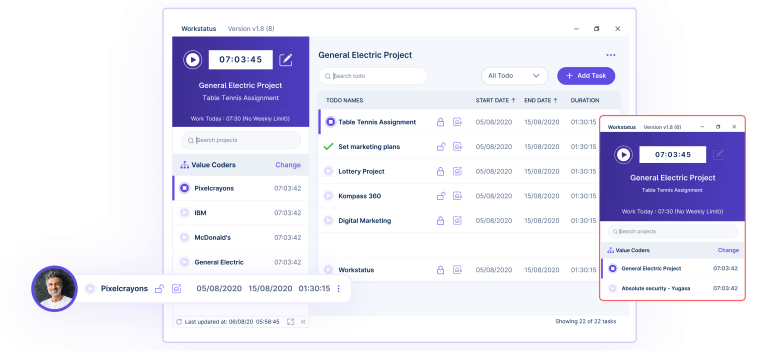 Workstatus Version v1.8 (8)
07:03:45
General Electric Project
Table Tennis Assignment
Work Today : 07:30 (No Weekly Limit))
Search projects
Value Coders Change
Pixelcrayons 07:03:42
IBM 07:03:42
McDonald's 07:03:42
General Electric 07:03:42
Last updated at: 06/08/20 05:56:45
General Electric Project
Search todo
All Todo
+ Add Task
TODO NAMES START DATE ↑ END DATE ↑ DURATION
Table Tennis Assignment 05/08/2020 15/08/2020 01:30:15
Set marketing plans 05/08/2020 15/08/2020 01:30:15
Lottery Project 05/08/2020 15/08/2020 01:30:15
Kompass 360 05/08/2020 15/08/2020 01:30:15
Digital Marketing 05/08/2020 15/08/2020 01:30:15
Workstatus 05/08/2020 15/08/2020 01:30:15
Showing 22 of 22 tasks
Pixelcrayons 05/08/2020 15/08/2020 01:30:15
Workstatus Version v1.8 (8)
07:03:45
General Electric Project
Table Tennis Assignment
Work Today : 07:30 (No Weekly Limit))
Search projects
Value Coders Change
General Electric Project 07:03:42
Absolute security - Yugasa 07:03:42